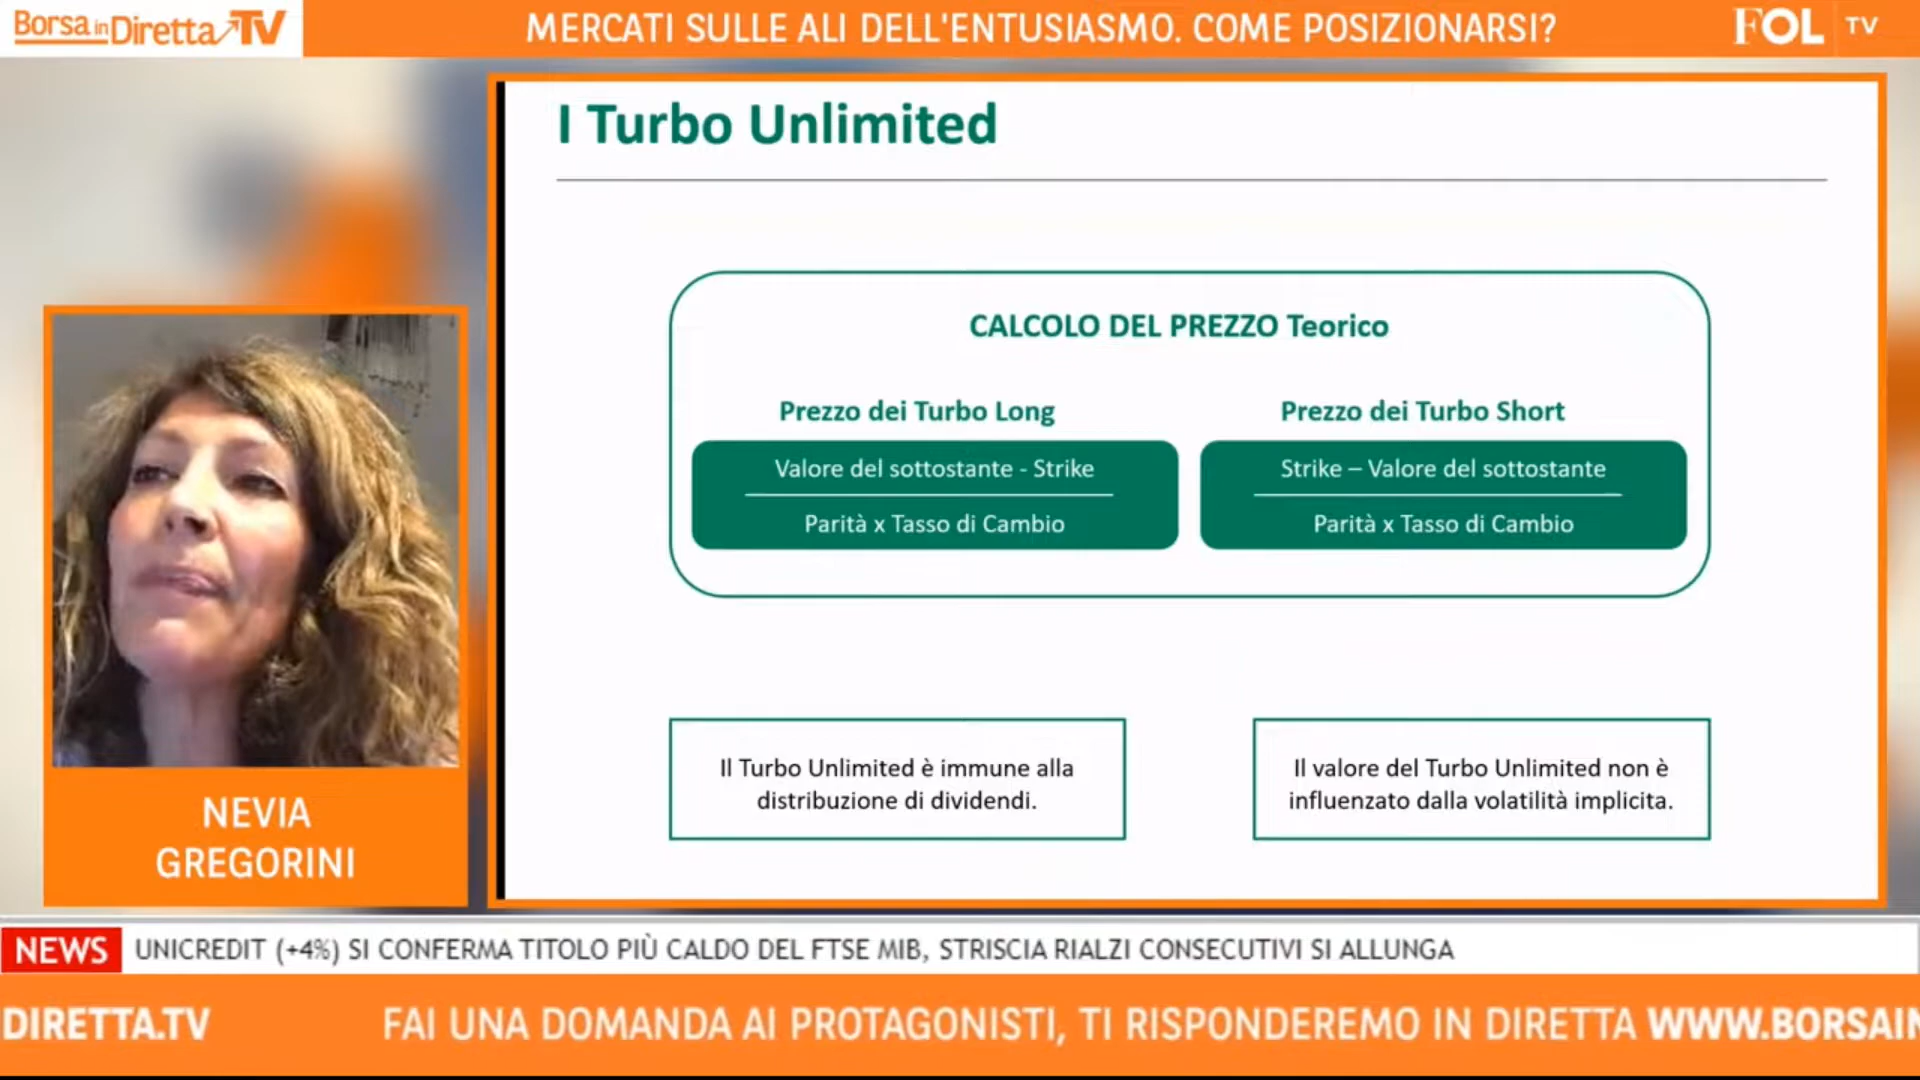 Borsa in Diretta TV
MERCATI SULLE ALI DELL'ENTUSIASMO. COME POSIZIONARSI?
FOL TV
I Turbo Unlimited
CALCOLO DEL PREZZO Teorico
Prezzo dei Turbo Long
Valore del sottostante - Strike
Parità x Tasso di Cambio
Prezzo dei Turbo Short
Strike – Valore del sottostante
Parità x Tasso di Cambio
Il Turbo Unlimited è immune alla
distribuzione di dividendi.
Il valore del Turbo Unlimited non è
influenzato dalla volatilità implicita.
NEVIA
GREGORINI
NEWS UNICREDIT (+4%) SI CONFERMA TITOLO PIÙ CALDO DEL FTSE MIB, STRISCIA RIALZI CONSECUTIVI SI ALLUNGA
DIRETTA.TV FAI UNA DOMANDA AI PROTAGONISTI, TI RISPONDEREMO IN DIRETTA WWW.BORSAIN